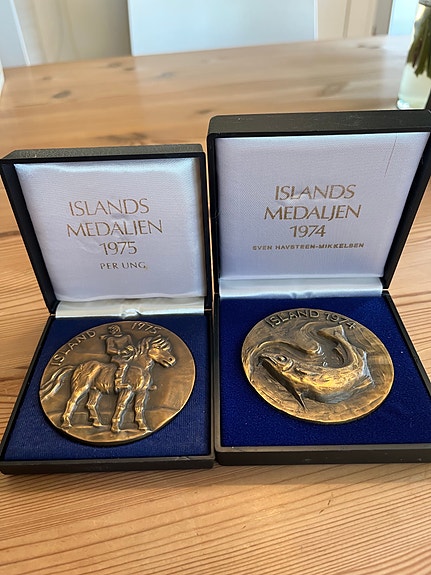 ISLANDS
MEDALJEN
1975
PER UNG
ISLANDS
MEDALJEN
1974
SVEN HAVSTEEN-MIKKELSEN
ISLAND 1975
ISLAND 1974